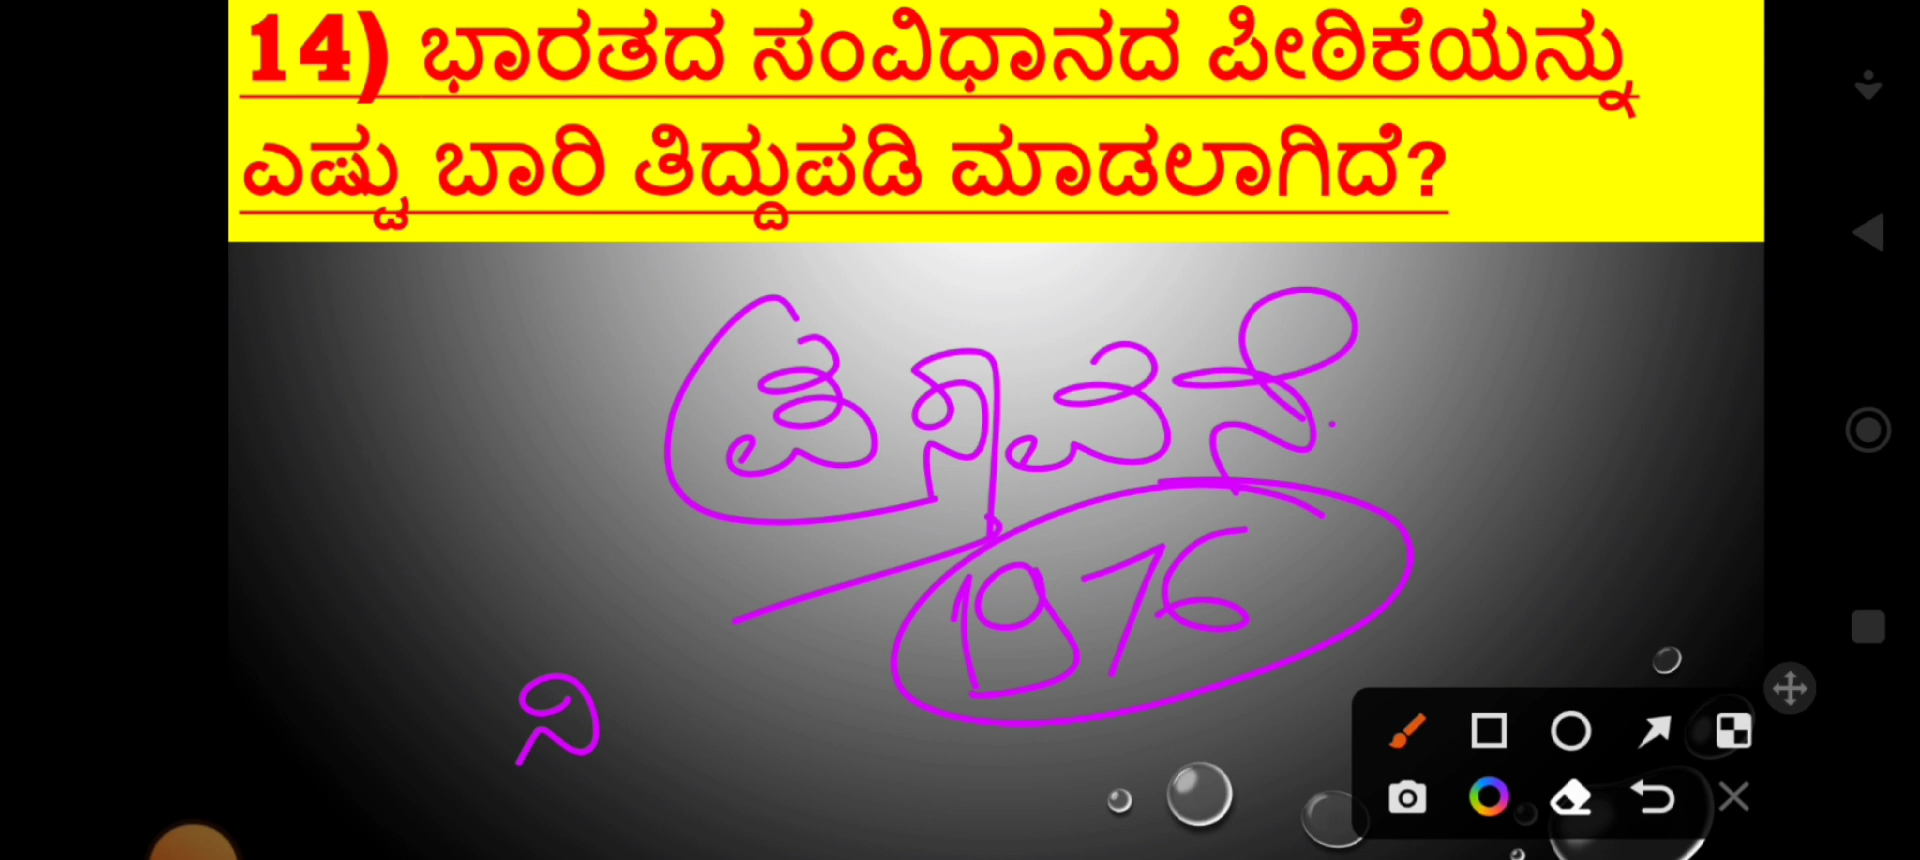 14) ಭಾರತದ ಸಂವಿಧಾನದ ಪೀಠಿಕೆಯನ್ನು
ಎಷ್ಟು ಬಾರಿ ತಿದ್ದುಪಡಿ ಮಾಡಲಾಗಿದೆ?
1976